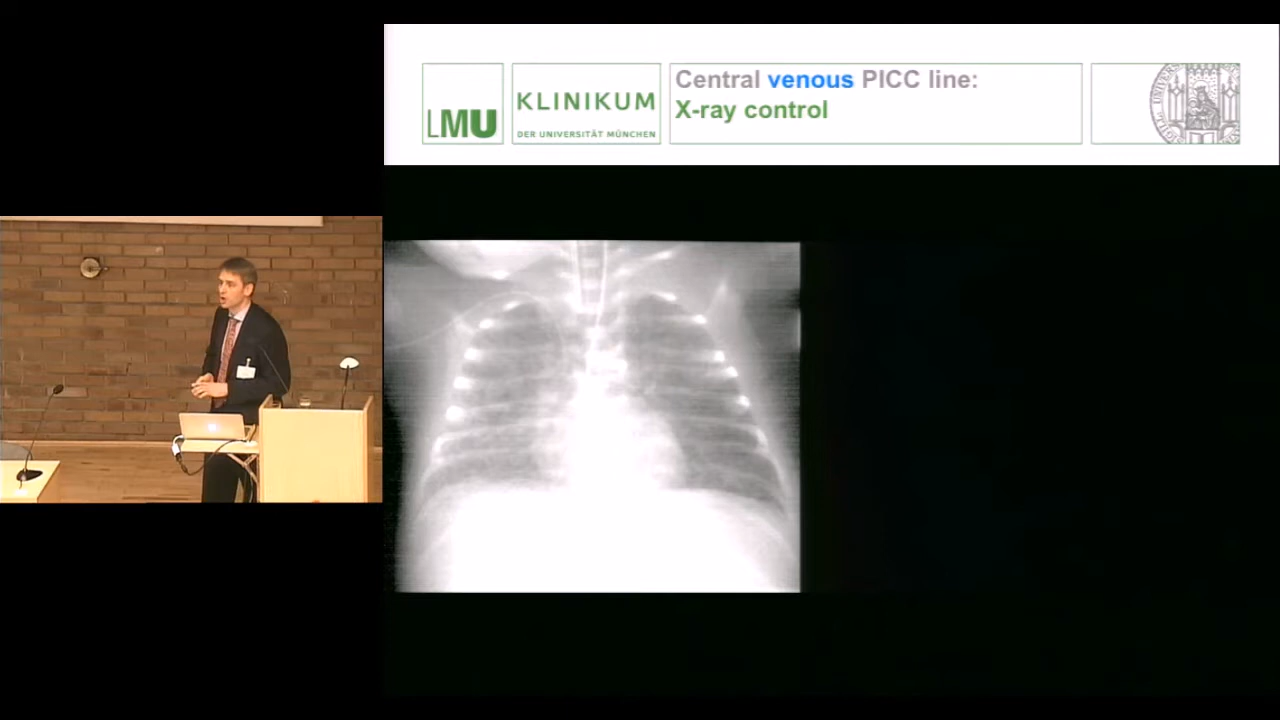 LMU
KLINIKUM
DER UNIVERSITÄT MÜNCHEN
Central venous PICC line:
X-ray control